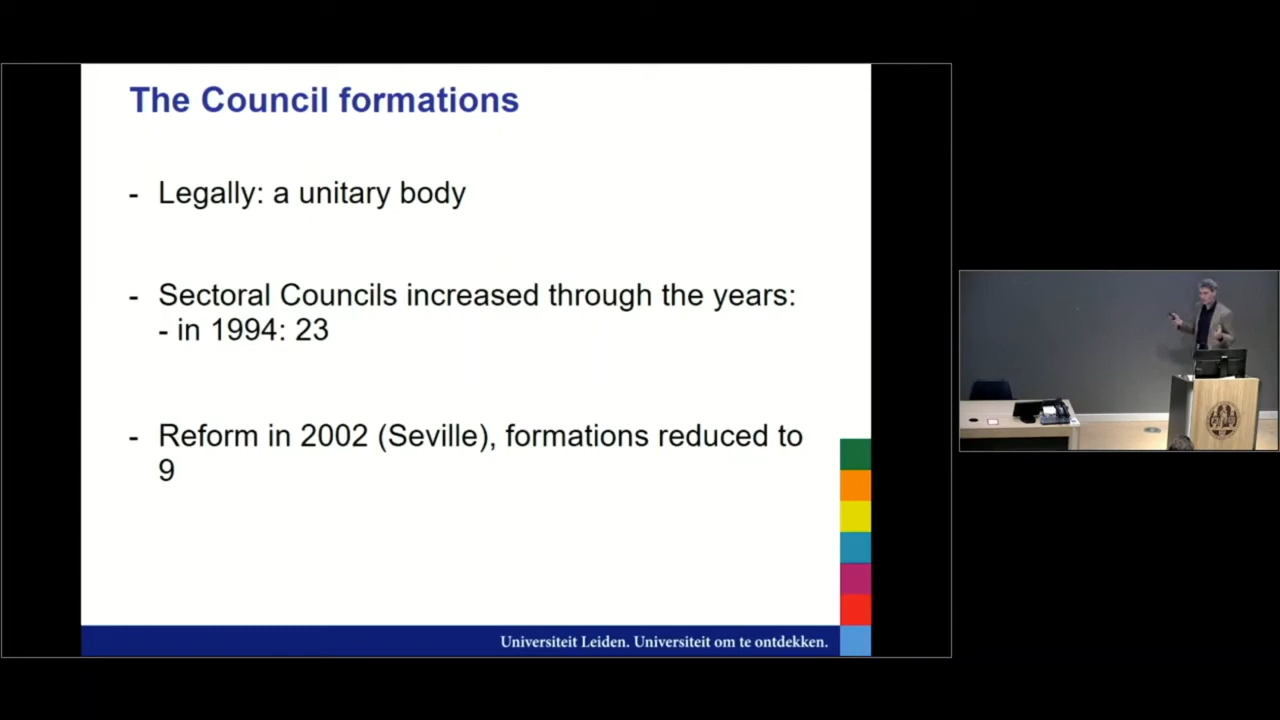 The Council formations
- Legally: a unitary body
- Sectoral Councils increased through the years:
- in 1994: 23
- Reform in 2002 (Seville), formations reduced to
9
Universiteit Leiden. Universiteit om te ontdekken.